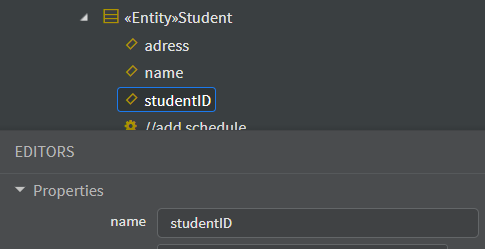 «Entity»Student
adress
name
studentID
//add schedule
EDITORS
Properties
name studentID